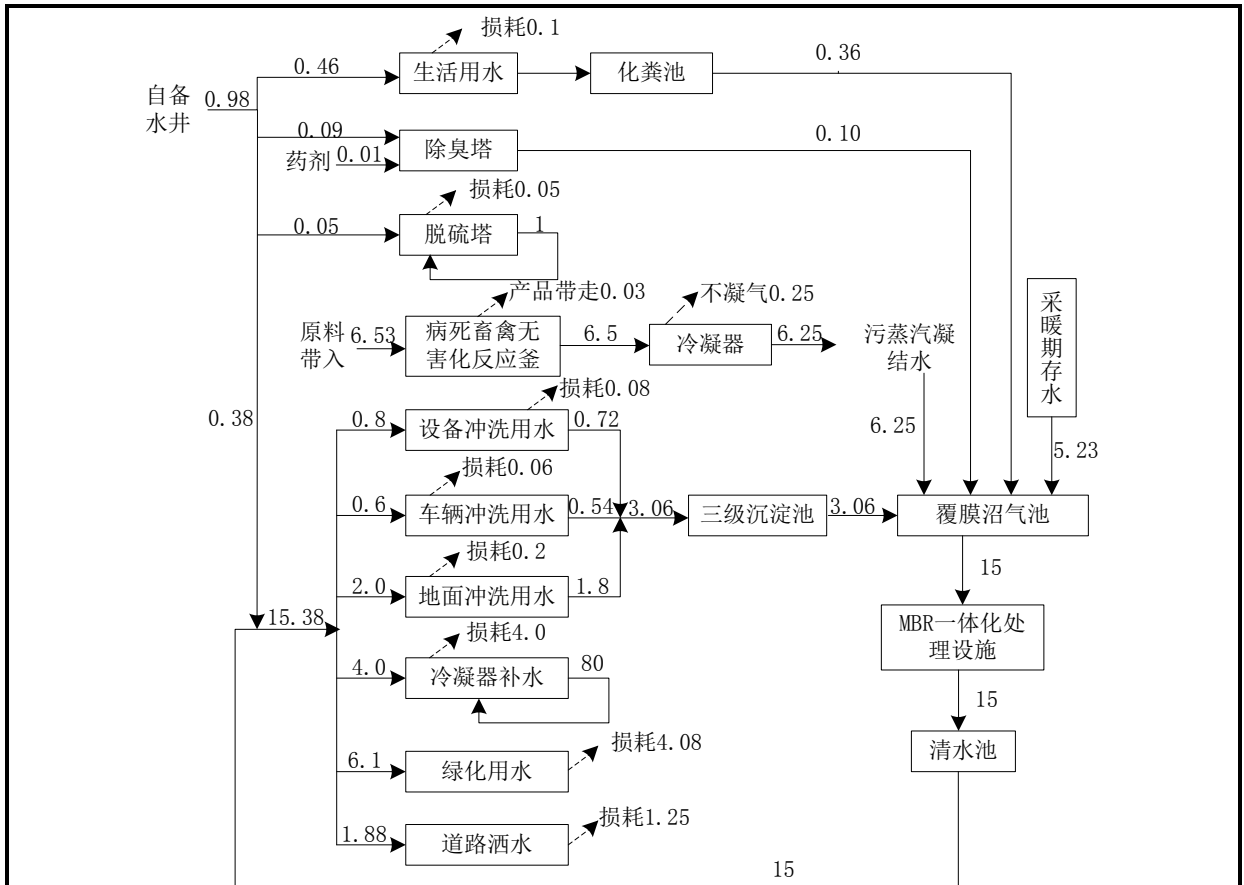 损耗0.1
0.46
生活用水
化粪池
0.36
自备
水井
0.98
0.09
药剂
0.01
除臭塔
0.10
损耗0.05
0.05
脱硫塔
1
产品带走0.03
不凝气0.25
原料
带入
6.53
病死畜禽无
害化反应釜
6.5
冷凝器
6.25
污蒸汽凝
结水
6.25
采暖期存水
5.23
0.38
损耗0.08
0.8
设备冲洗用水
0.72
损耗0.06
0.6
车辆冲洗用水
0.54
3.06
三级沉淀池
3.06
覆膜沼气池
损耗0.2
2.0
地面冲洗用水
1.8
15
15.38
MBR一体化处
理设施
损耗4.0
4.0
冷凝器补水
80
15
清水池
损耗4.08
6.1
绿化用水
损耗1.25
1.88
道路洒水
15